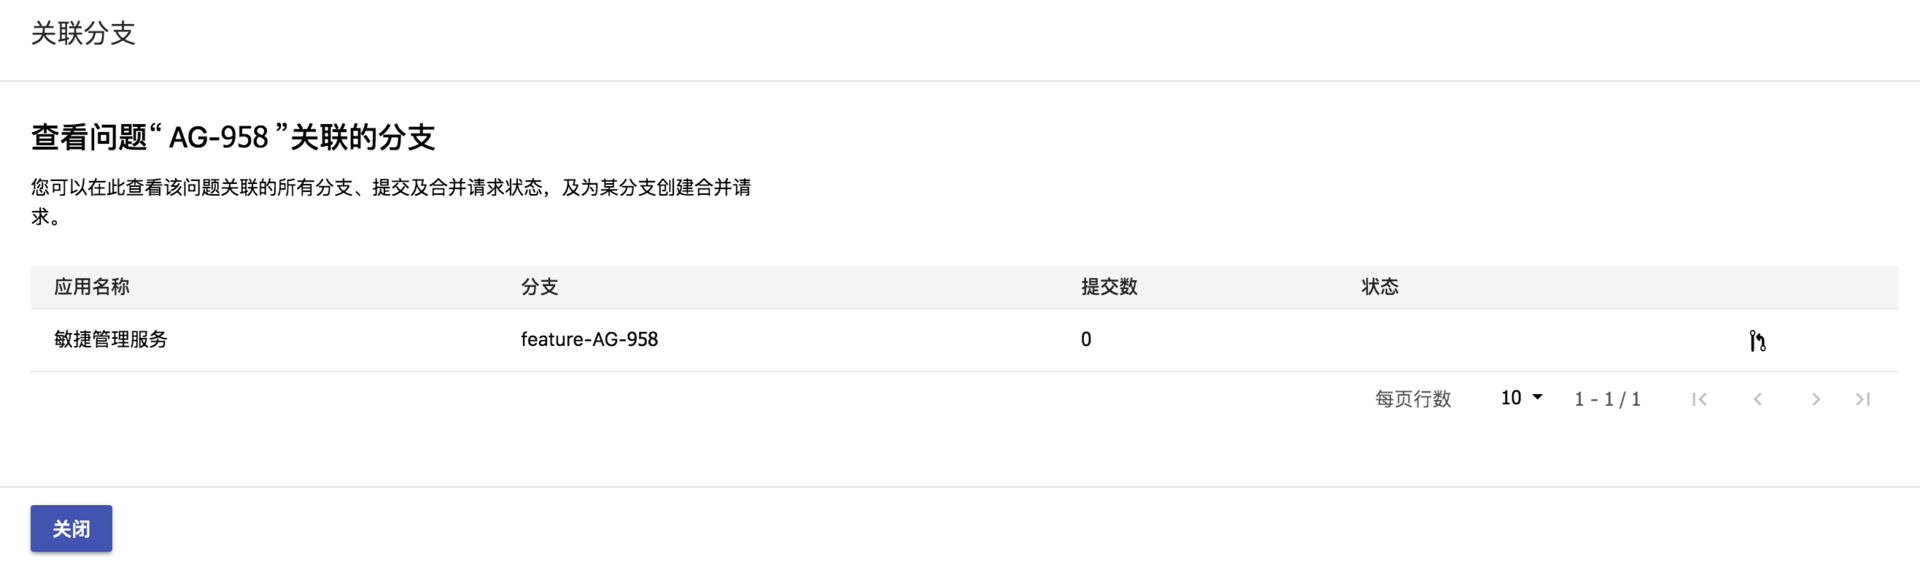 关联分支
查看问题“ AG-958 ”关联的分支
您可以在此查看该问题关联的所有分支、提交及合并请求状态，及为某分支创建合并请
求。
应用名称 分支 提交数 状态
敏捷管理服务 feature-AG-958 0
每页行数 10 1 - 1 / 1
关闭